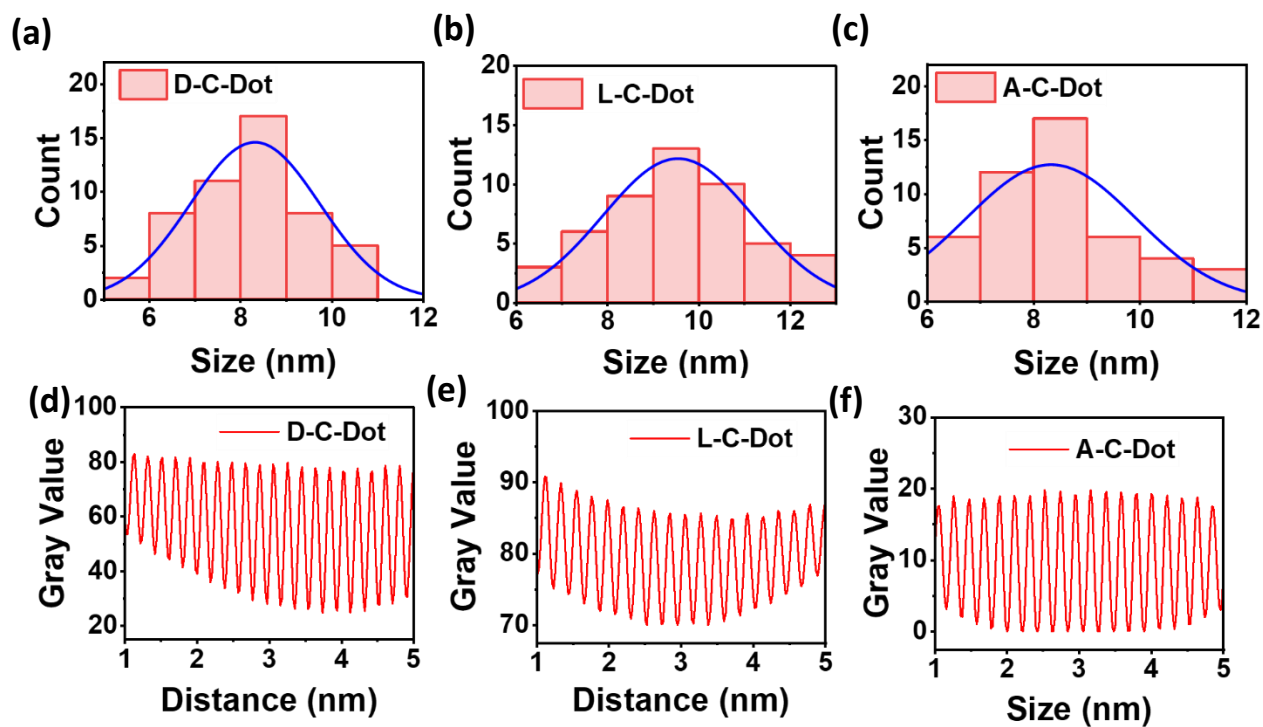 (a)
D-C-Dot
Count
20
15
10
5
0
6 8 10 12
Size (nm)
(b)
L-C-Dot
Count
20
15
10
5
0
6 7 8 9 10 11 12 13
Size (nm)
(c)
A-C-Dot
Count
20
15
10
5
0
6 8 10 12
Size (nm)
(d)
D-C-Dot
Gray Value
100
80
60
40
20
1 2 3 4 5
Distance (nm)
(e)
L-C-Dot
Gray Value
100
90
80
70
1 2 3 4 5
Distance (nm)
(f)
A-C-Dot
Gray Value
30
20
10
0
1 2 3 4 5
Size (nm)